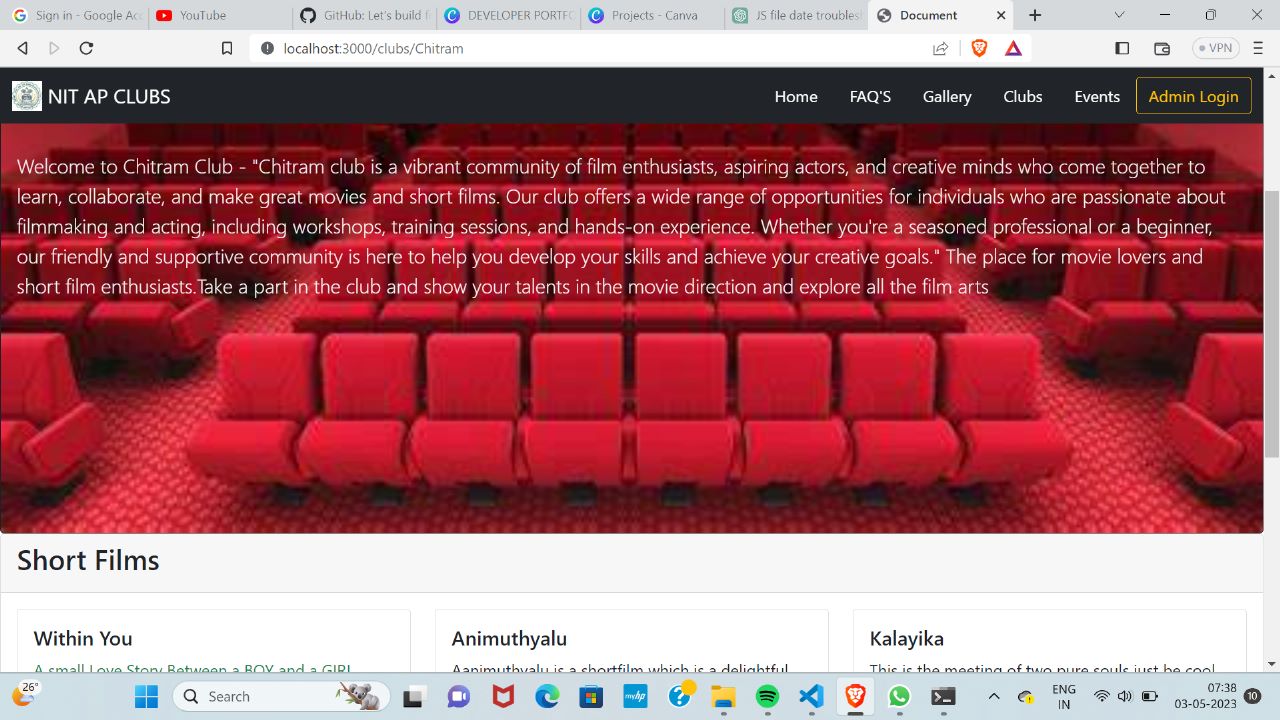 Sign in - Google Acc
YouTube
GitHub: Let's build f
DEVELOPER PORTFO
Projects - Canva
JS file date troublesh
Document
localhost:3000/clubs/Chitram
VPN
NIT AP CLUBS
Home
FAQ'S
Gallery
Clubs
Events
Admin Login
Welcome to Chitram Club - "Chitram club is a vibrant community of film enthusiasts, aspiring actors, and creative minds who come together to
learn, collaborate, and make great movies and short films. Our club offers a wide range of opportunities for individuals who are passionate about
filmmaking and acting, including workshops, training sessions, and hands-on experience. Whether you're a seasoned professional or a beginner,
our friendly and supportive community is here to help you develop your skills and achieve your creative goals." The place for movie lovers and
short film enthusiasts.Take a part in the club and show your talents in the movie direction and explore all the film arts
Short Films
Within You
Animuthyalu
Kalayika
A small Love Story Between a BOY and a GIRL
Aanimuthyalu is a shortfilm which is a delightful
This is the meeting of two pure souls just be cool
26°
Search
myhp
ENG
IN
07:38
03-05-2023
10